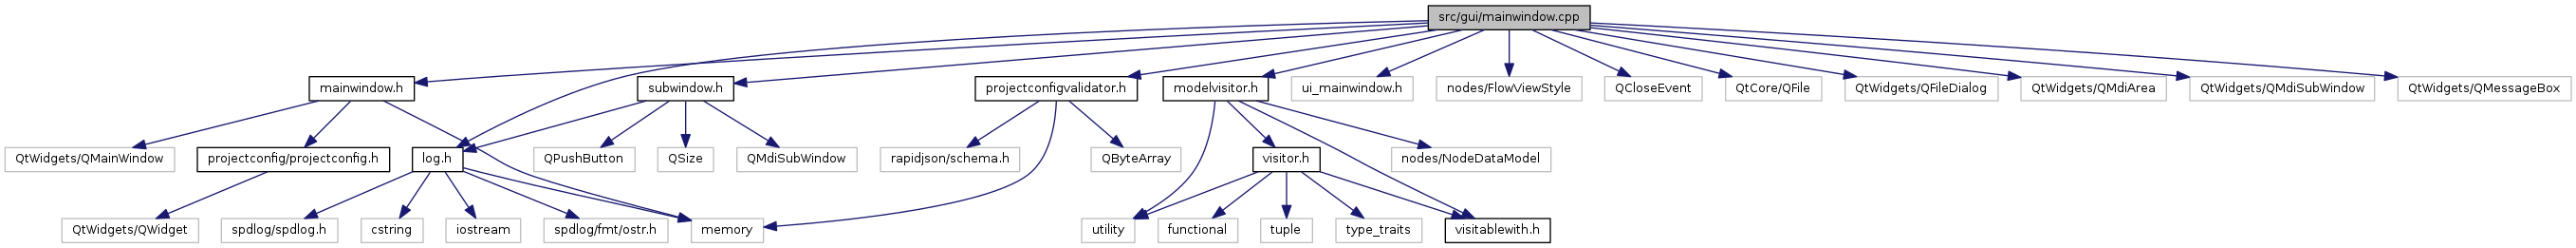 src/gui/mainwindow.cpp
mainwindow.h
subwindow.h
projectconfigvalidator.h
modelvisitor.h
ui_mainwindow.h
nodes/FlowViewStyle
QCloseEvent
QtCore/QFile
QtWidgets/QFileDialog
QtWidgets/QMdiArea
QtWidgets/QMdiSubWindow
QtWidgets/QMessageBox
QtWidgets/QMainWindow
projectconfig/projectconfig.h
log.h
QPushButton
QSize
QMdiSubWindow
rapidjson/schema.h
QByteArray
visitor.h
nodes/NodeDataModel
QtWidgets/QWidget
spdlog/spdlog.h
cstring
iostream
spdlog/fmt/ostr.h
memory
utility
functional
tuple
type_traits
visitablewith.h